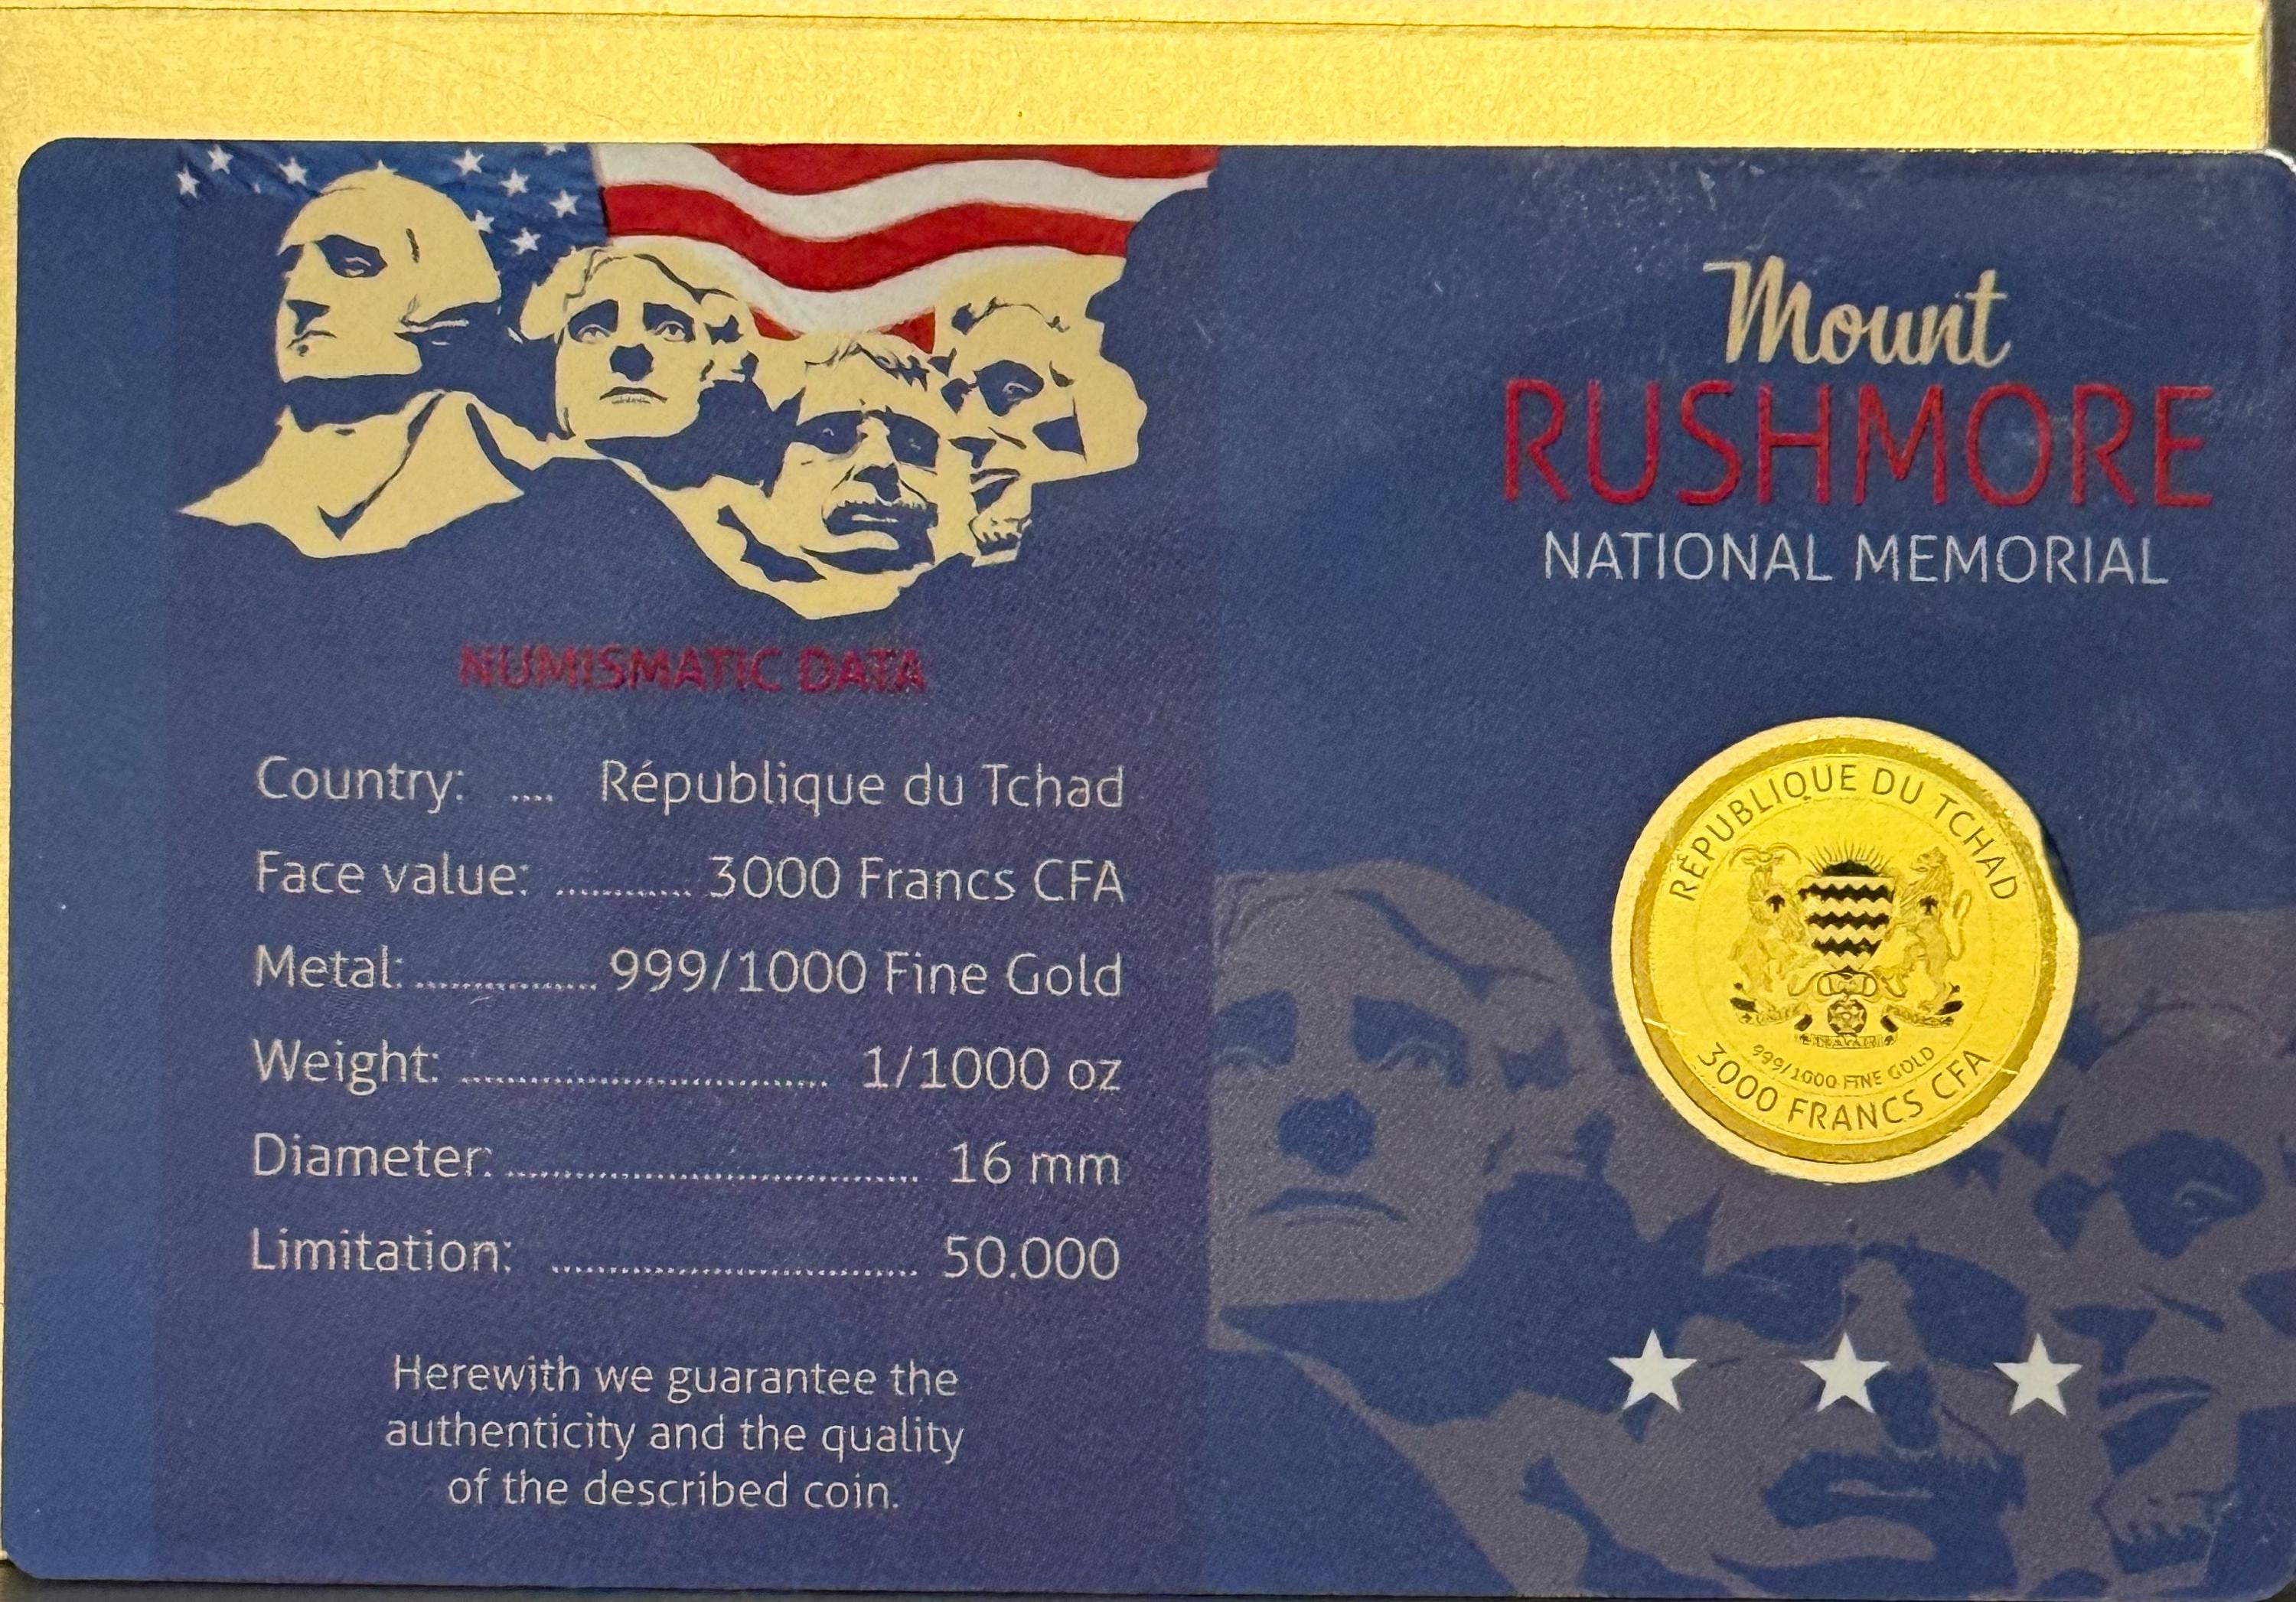 NUMISMATIC DATA
Country: .... République du Tchad
Face value: ............ 3000 Francs CFA
Metal: .................. 999/1000 Fine Gold
Weight: ..................................... 1/1000 oz
Diameter: ......................................... 16 mm
Limitation: ..................................... 50.000
Herewith we guarantee the
authenticity and the quality
of the described coin.
Mount
RUSHMORE
NATIONAL MEMORIAL
RÉPUBLIQUE DU TCHAD
999/1000 FINE GOLD
3000 FRANCS CFA